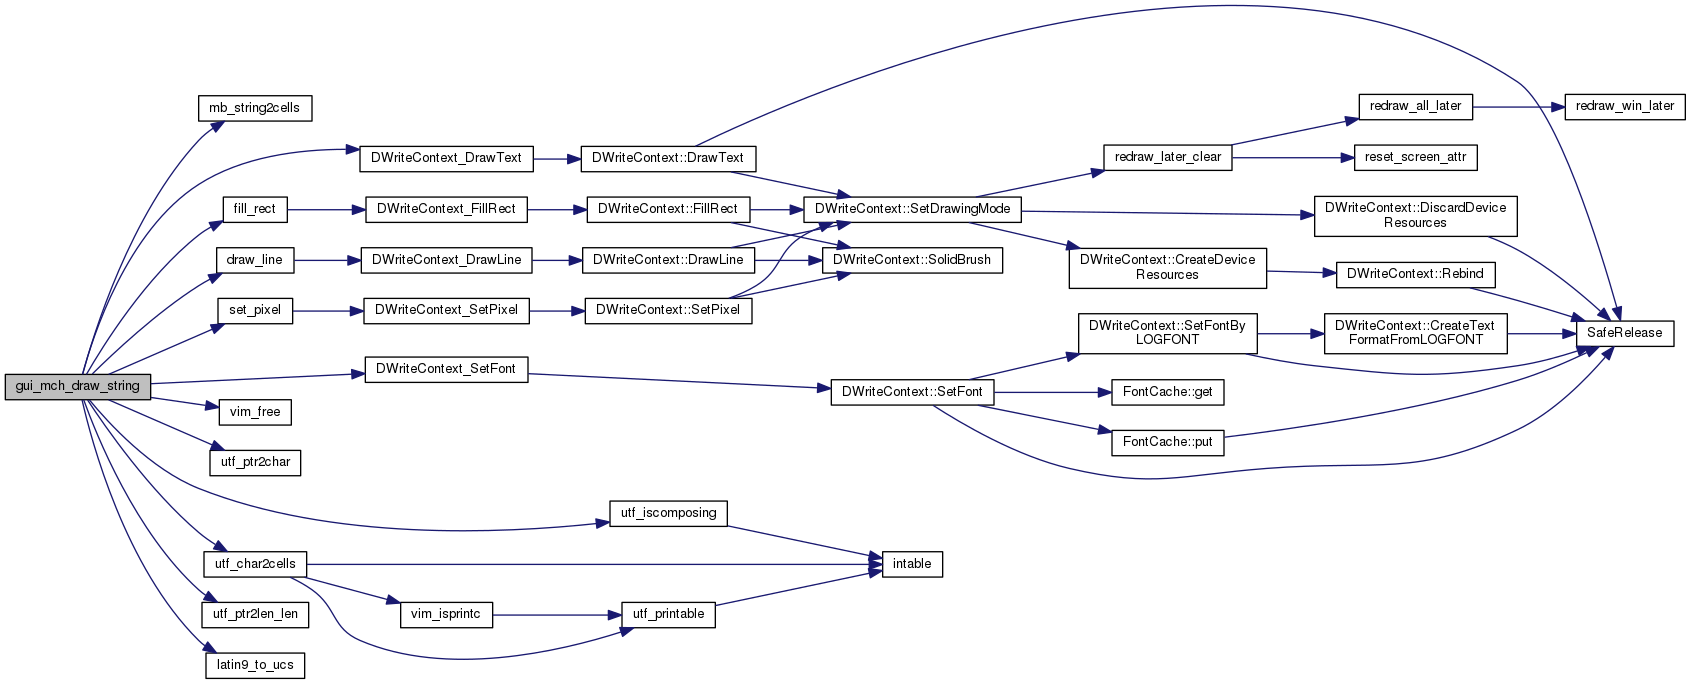 mb_string2cells
redraw_all_later
redraw_win_later
DWriteContext_DrawText
DWriteContext::DrawText
redraw_later_clear
reset_screen_attr
fill_rect
DWriteContext_FillRect
DWriteContext::FillRect
DWriteContext::SetDrawingMode
DWriteContext::DiscardDevice
Resources
draw_line
DWriteContext_DrawLine
DWriteContext::DrawLine
DWriteContext::SolidBrush
DWriteContext::CreateDevice
Resources
DWriteContext::Rebind
set_pixel
DWriteContext_SetPixel
DWriteContext::SetPixel
DWriteContext::SetFontBy
LOGFONT
DWriteContext::CreateText
FormatFromLOGFONT
SafeRelease
gui_mch_draw_string
DWriteContext_SetFont
DWriteContext::SetFont
FontCache::get
vim_free
FontCache::put
utf_ptr2char
utf_iscomposing
utf_char2cells
intable
utf_ptr2len_len
vim_isprintc
utf_printable
latin9_to_ucs